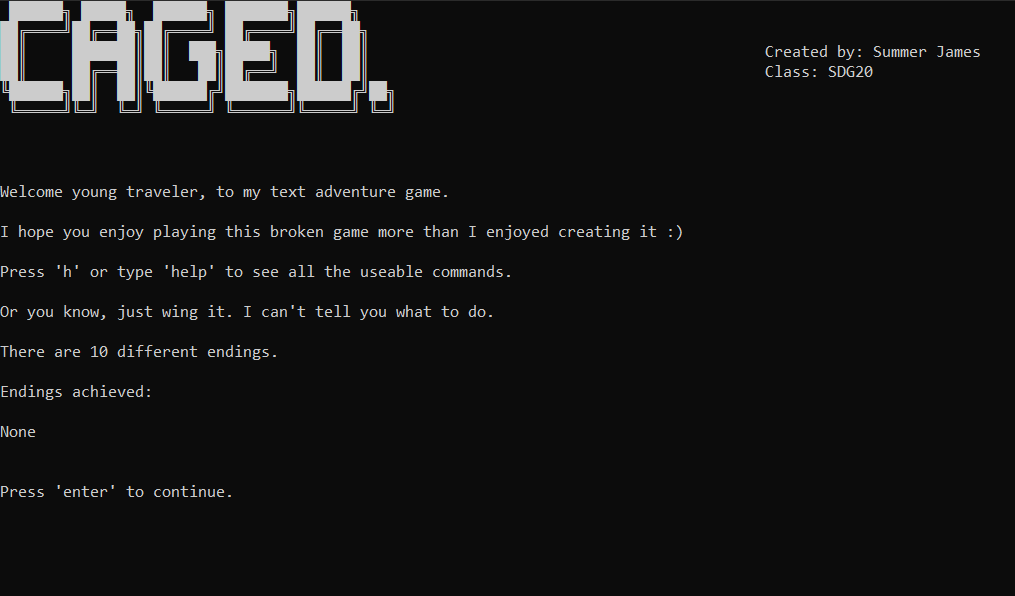 CAGED.
Created by: Summer James
Class: SDG20
Welcome young traveler, to my text adventure game.
I hope you enjoy playing this broken game more than I enjoyed creating it :)
Press 'h' or type 'help' to see all the useable commands.
Or you know, just wing it. I can't tell you what to do.
There are 10 different endings.
Endings achieved:
None
Press 'enter' to continue.